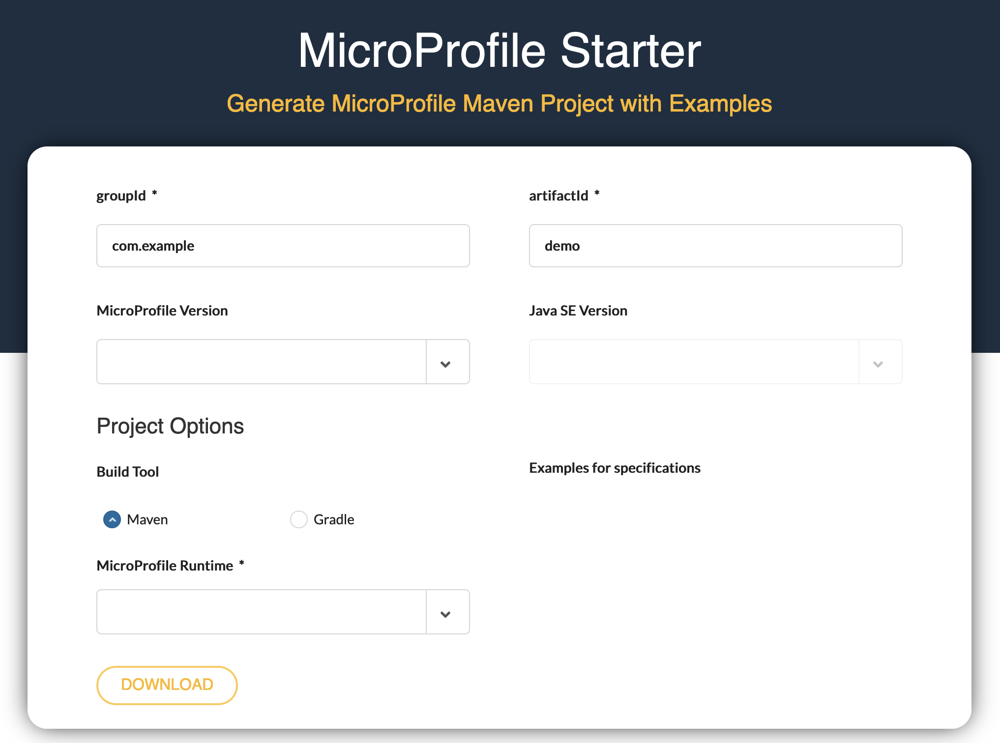 MicroProfile Starter
Generate MicroProfile Maven Project with Examples
groupId *
artifactId *
com.example
demo
MicroProfile Version
Java SE Version
Project Options
Build Tool
Examples for specifications
Maven
Gradle
MicroProfile Runtime *
DOWNLOAD